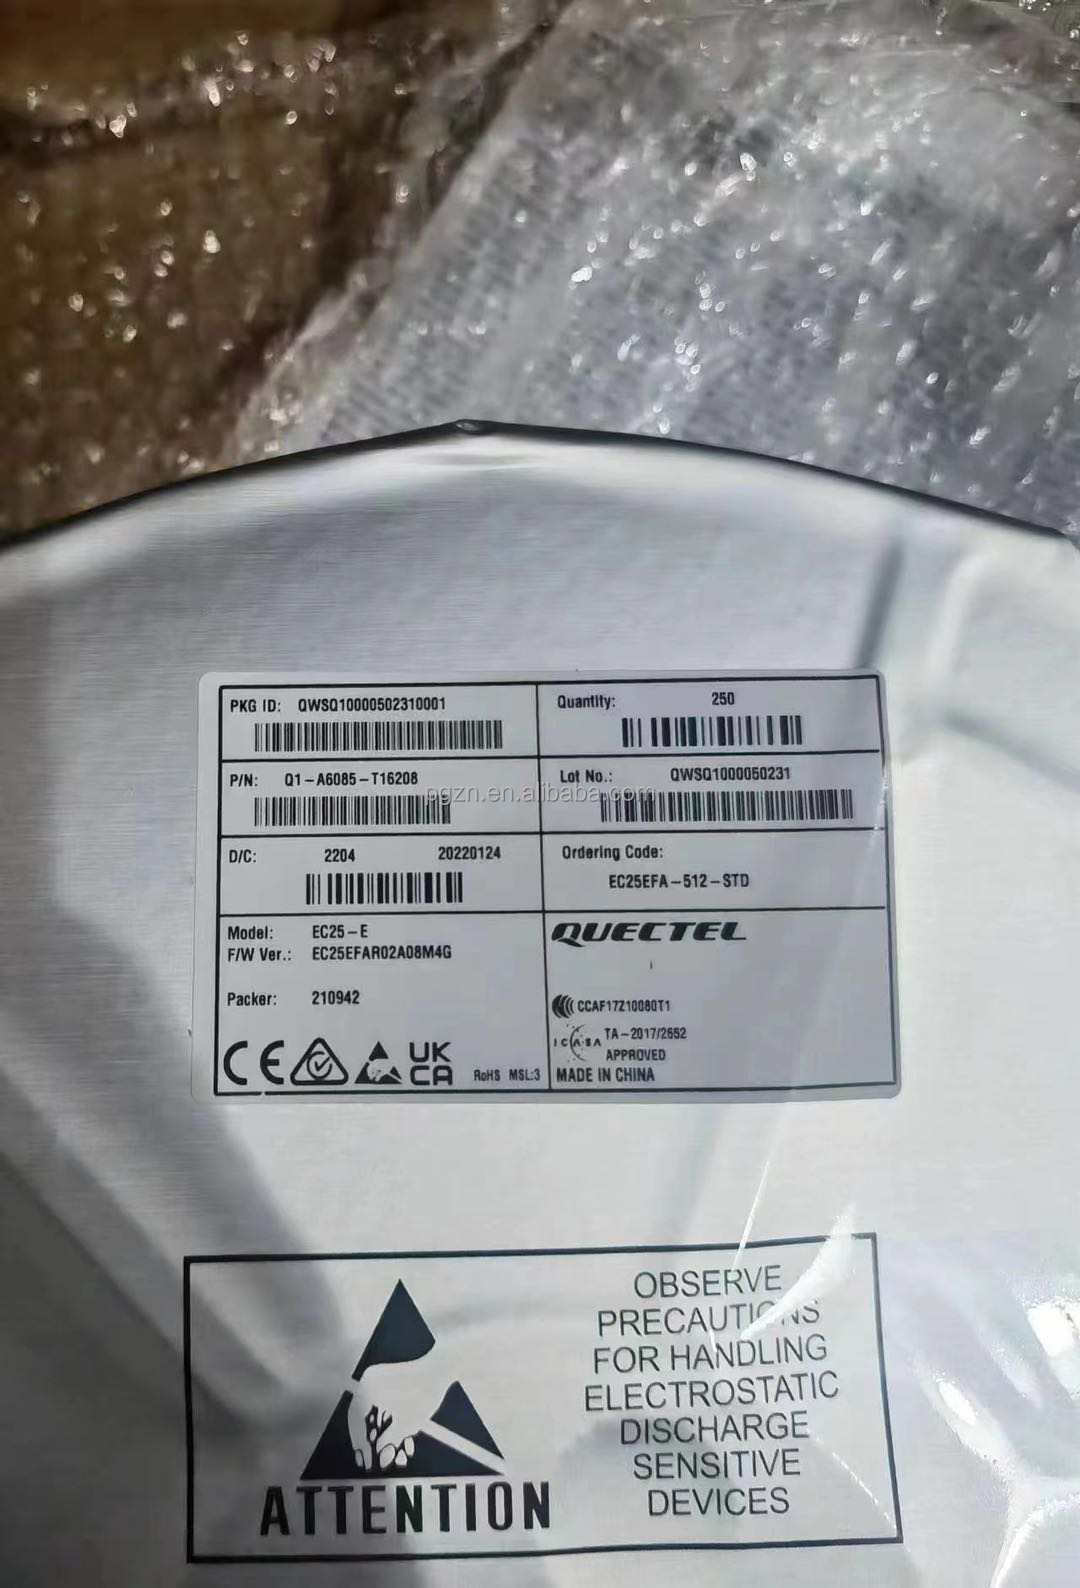 PKG ID: QWSQ10000502310001
Quantity: 250
P/N: Q1-A6085-T16208
Lot No.: QWSQ1000050231
pgzn.en.alibaba.com
D/C: 2204 20220124
Ordering Code:
EC25EFA-512-STD
Model: EC25-E
F/W Ver.: EC25EFAR02A08M4G
Packer: 210942
QUECTEL
CCAF17Z10080T1
ICASA TA-2017/2652
APPROVED
CE UK
CA
RoHS MSL:3
MADE IN CHINA
ATTENTION
OBSERVE
PRECAUTIONS
FOR HANDLING
ELECTROSTATIC
DISCHARGE
SENSITIVE
DEVICES